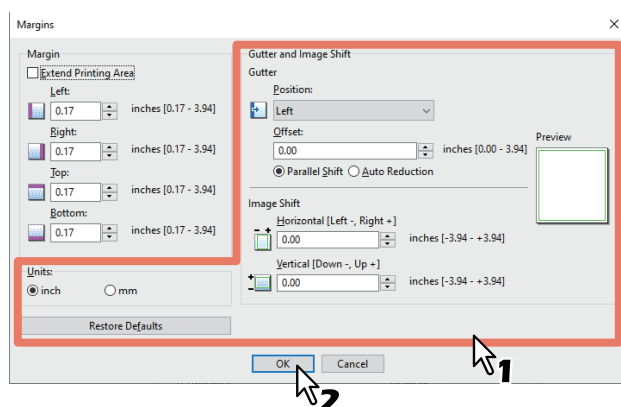 Margins
Margin
Extend Printing Area
Left:
0.17 inches [0.17 - 3.94]
Right:
0.17 inches [0.17 - 3.94]
Top:
0.17 inches [0.17 - 3.94]
Bottom:
0.17 inches [0.17 - 3.94]
Units:
inch mm
Restore Defaults
Gutter and Image Shift
Gutter
Position:
Left
Offset:
0.00 inches [0.00 - 3.94]
Parallel Shift Auto Reduction
Preview
Image Shift
Horizontal [Left -, Right +]
0.00 inches [-3.94 - +3.94]
Vertical [Down -, Up +]
0.00 inches [-3.94 - +3.94]
1
OK Cancel
2